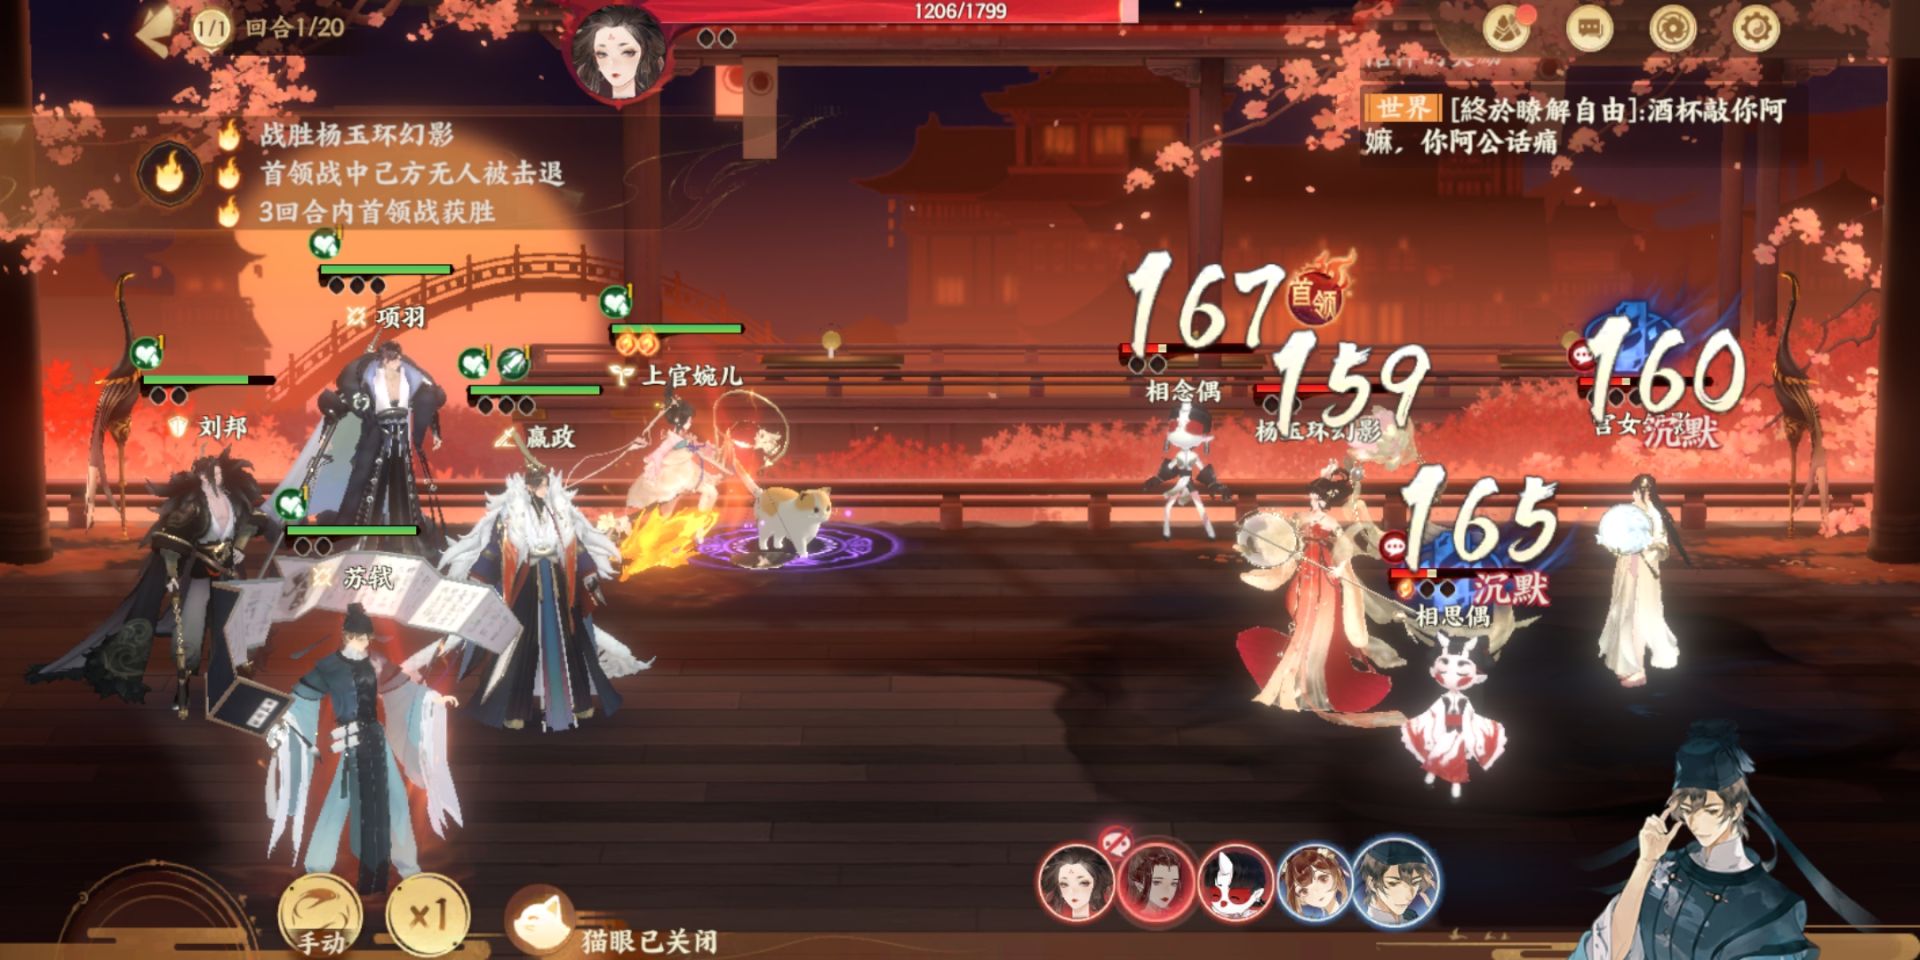 1/1
回合1/20
1206/1799
世界 [終於瞭解自由]:酒杯敲你阿
嫲，你阿公话痛
战胜杨玉环幻影
首领战中己方无人被击退
3回合内首领战获胜
项羽
上官婉儿
刘邦
嬴政
苏轼
167
首领
相念偶
159
杨玉环幻影
160
沉默
165
沉默
相思偶
手动
×1
猫眼已关闭